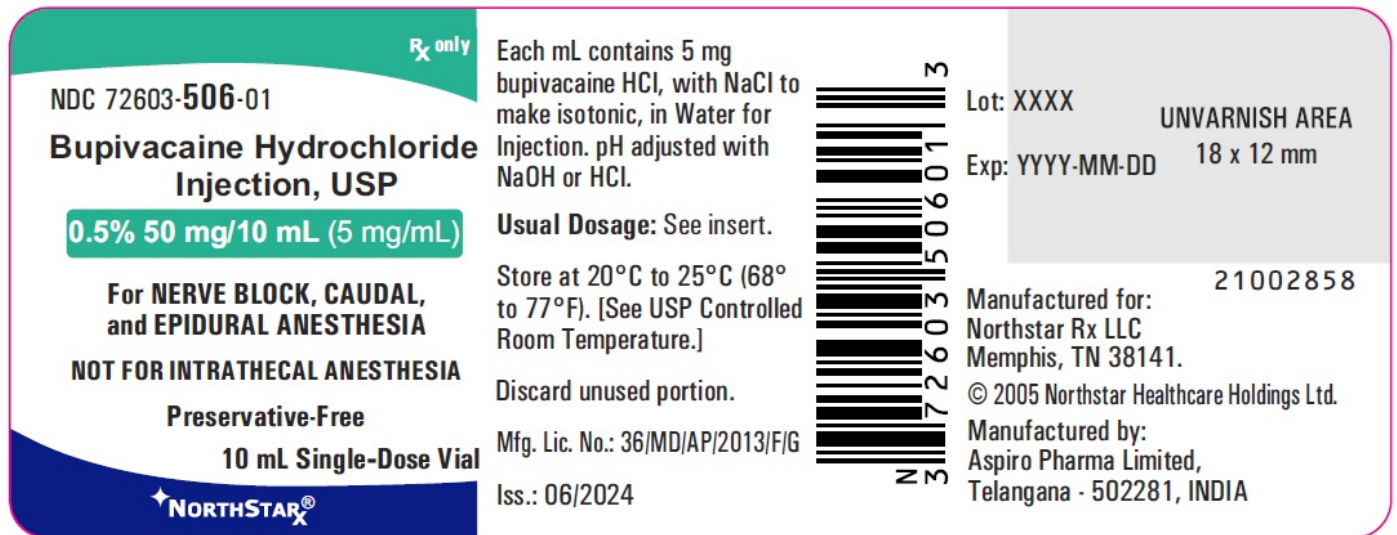 Rx only
NDC 72603-506-01
Bupivacaine Hydrochloride
Injection, USP
0.5% 50 mg/10 mL (5 mg/mL)
For NERVE BLOCK, CAUDAL,
and EPIDURAL ANESTHESIA
NOT FOR INTRATHECAL ANESTHESIA
Preservative-Free
10 mL Single-Dose Vial
NORTHSTARX®
Each mL contains 5 mg
bupivacaine HCl, with NaCl to
make isotonic, in Water for
Injection. pH adjusted with
NaOH or HCl.
Usual Dosage: See insert.
Store at 20°C to 25°C (68°
to 77°F). [See USP Controlled
Room Temperature.]
Discard unused portion.
Mfg. Lic. No.: 36/MD/AP/2013/F/G
Iss.: 06/2024
N 3 72603 50601 3
Lot: XXXX
Exp: YYYY-MM-DD
UNVARNISH AREA
18 x 12 mm
21002858
Manufactured for:
Northstar Rx LLC
Memphis, TN 38141.
© 2005 Northstar Healthcare Holdings Ltd.
Manufactured by:
Aspiro Pharma Limited,
Telangana - 502281, INDIA